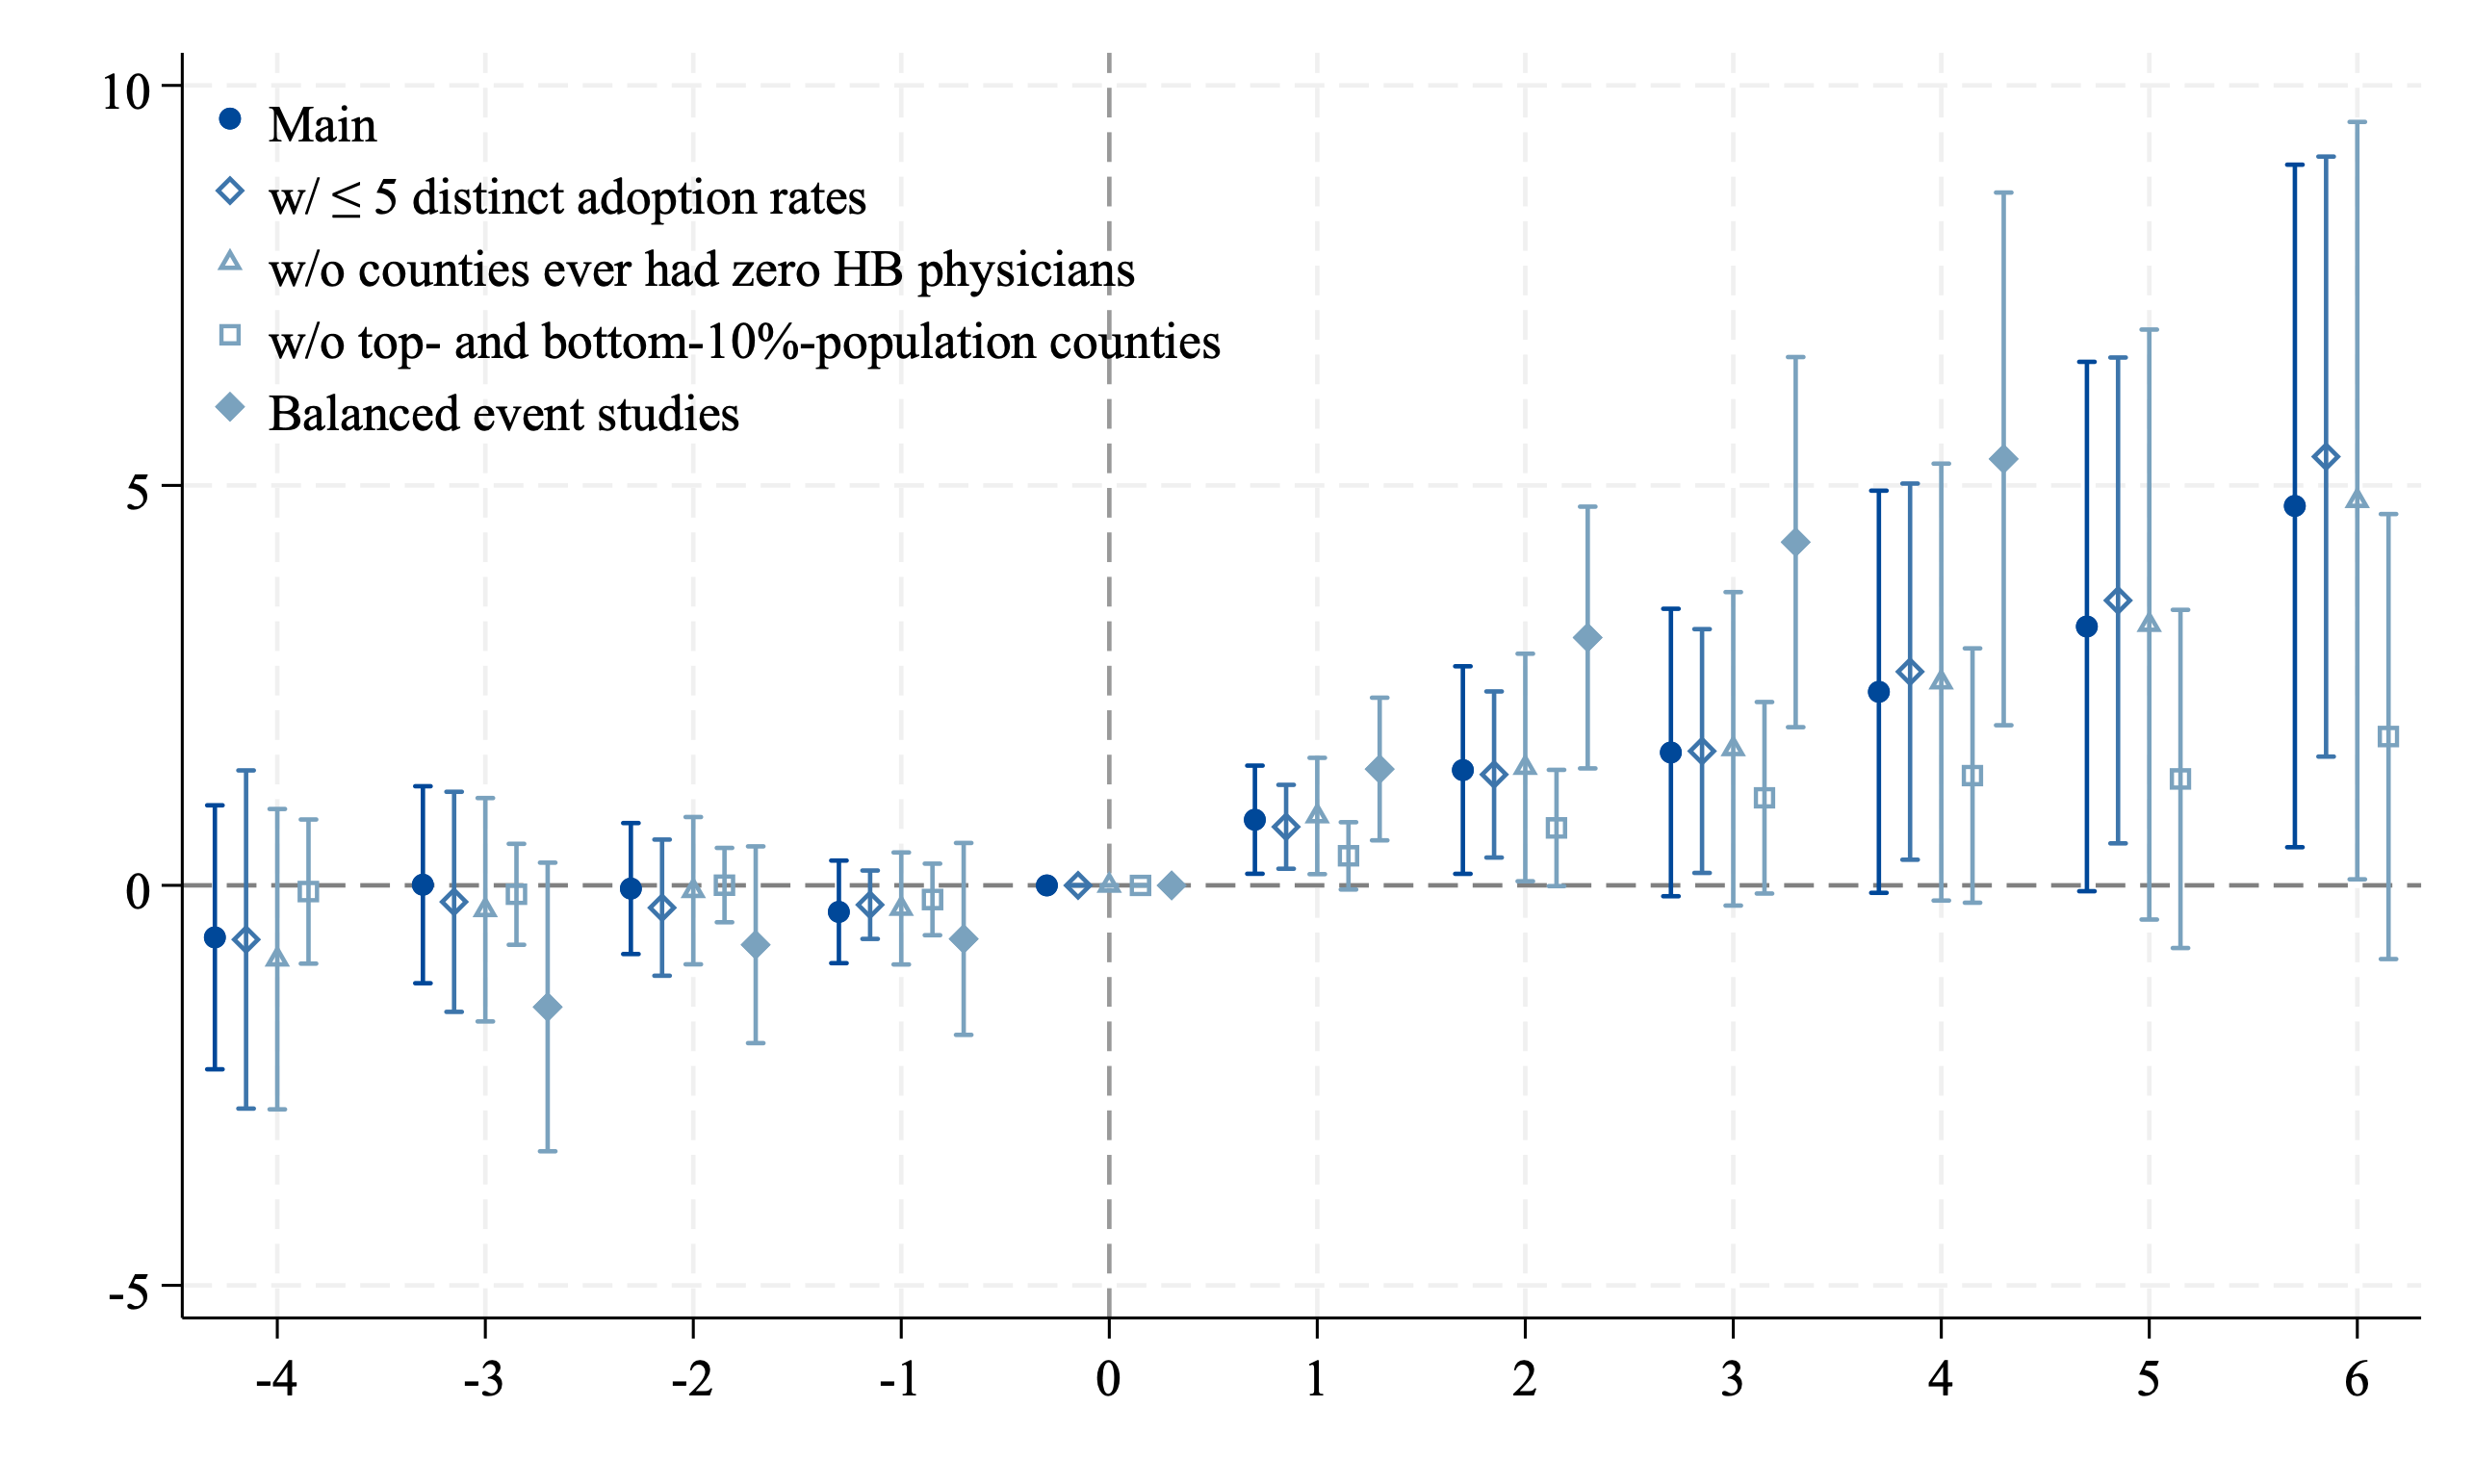 10
Main
w/ ≤ 5 distinct adoption rates
w/o counties ever had zero HB physicians
w/o top- and bottom-10%-population counties
Balanced event studies
5
0
-5
-4 -3 -2 -1 0 1 2 3 4 5 6